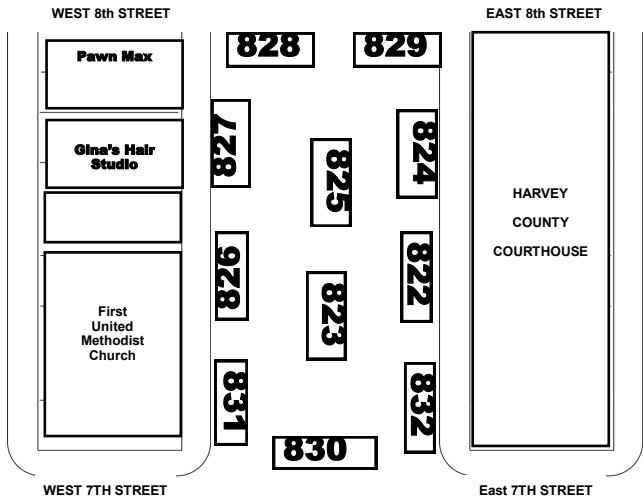 WEST 8th STREET
EAST 8th STREET
Pawn Max
828
829
827
824
Gina's Hair
Studio
825
HARVEY
COUNTY
COURTHOUSE
826
822
First
United
Methodist
Church
823
831
832
830
WEST 7TH STREET
East 7TH STREET